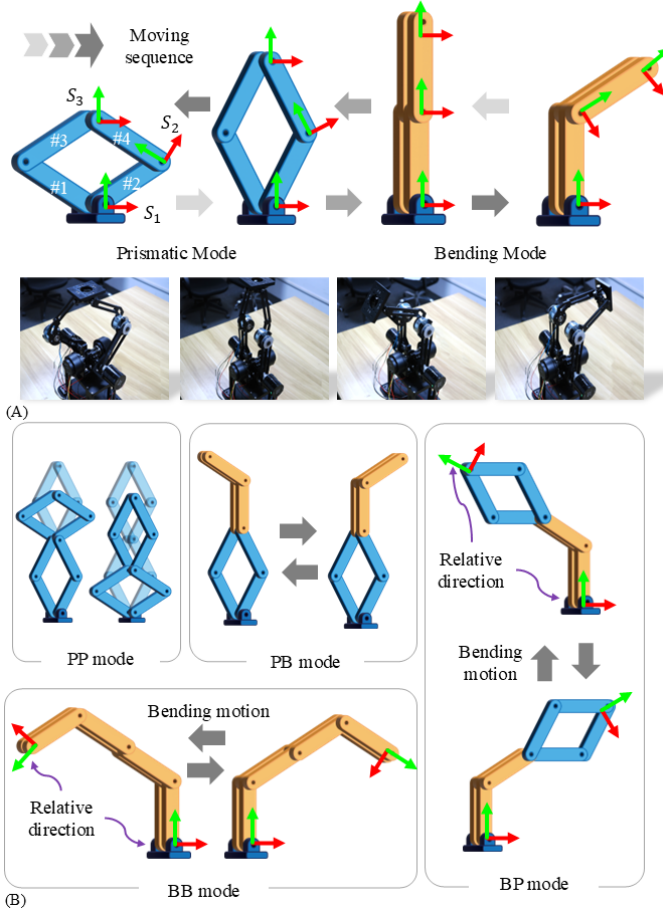 Moving
sequence
S₃
S₂
#3
#4
#1
#2
S₁
Prismatic Mode
Bending Mode
(A)
Relative
direction
PP mode
PB mode
Bending
motion
Bending motion
Relative
direction
BB mode
BP mode
(B)